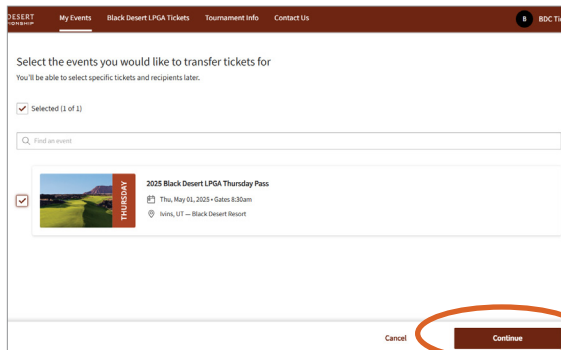 DESERT
My Events Black Desert LPGA Tickets Tournament Info Contact Us B BDC
Select the events you would like to transfer tickets for
You'll be able to select specific tickets and recipients later.
Selected (1 of 1)
Find an event
THURSDAY
2025 Black Desert LPGA Thursday Pass
Thu, May 01, 2025 • Gates 8:30am
Ivins, UT — Black Desert Resort
Cancel Continue